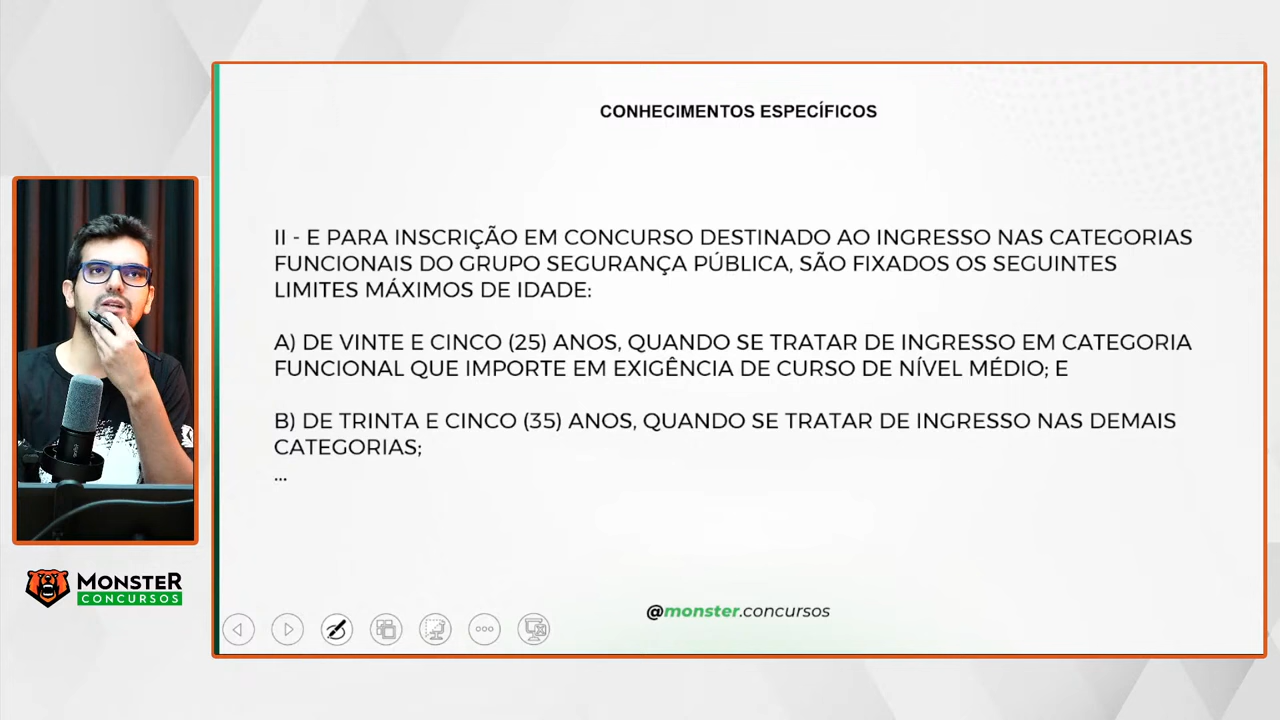 CONHECIMENTOS ESPECÍFICOS
II - E PARA INSCRIÇÃO EM CONCURSO DESTINADO AO INGRESSO NAS CATEGORIAS
FUNCIONAIS DO GRUPO SEGURANÇA PÚBLICA, SÃO FIXADOS OS SEGUINTES
LIMITES MÁXIMOS DE IDADE:
A) DE VINTE E CINCO (25) ANOS, QUANDO SE TRATAR DE INGRESSO EM CATEGORIA
FUNCIONAL QUE IMPORTE EM EXIGÊNCIA DE CURSO DE NÍVEL MÉDIO; E
B) DE TRINTA E CINCO (35) ANOS, QUANDO SE TRATAR DE INGRESSO NAS DEMAIS
CATEGORIAS;
...
MONSTER
CONCURSOS
@monster.concursos